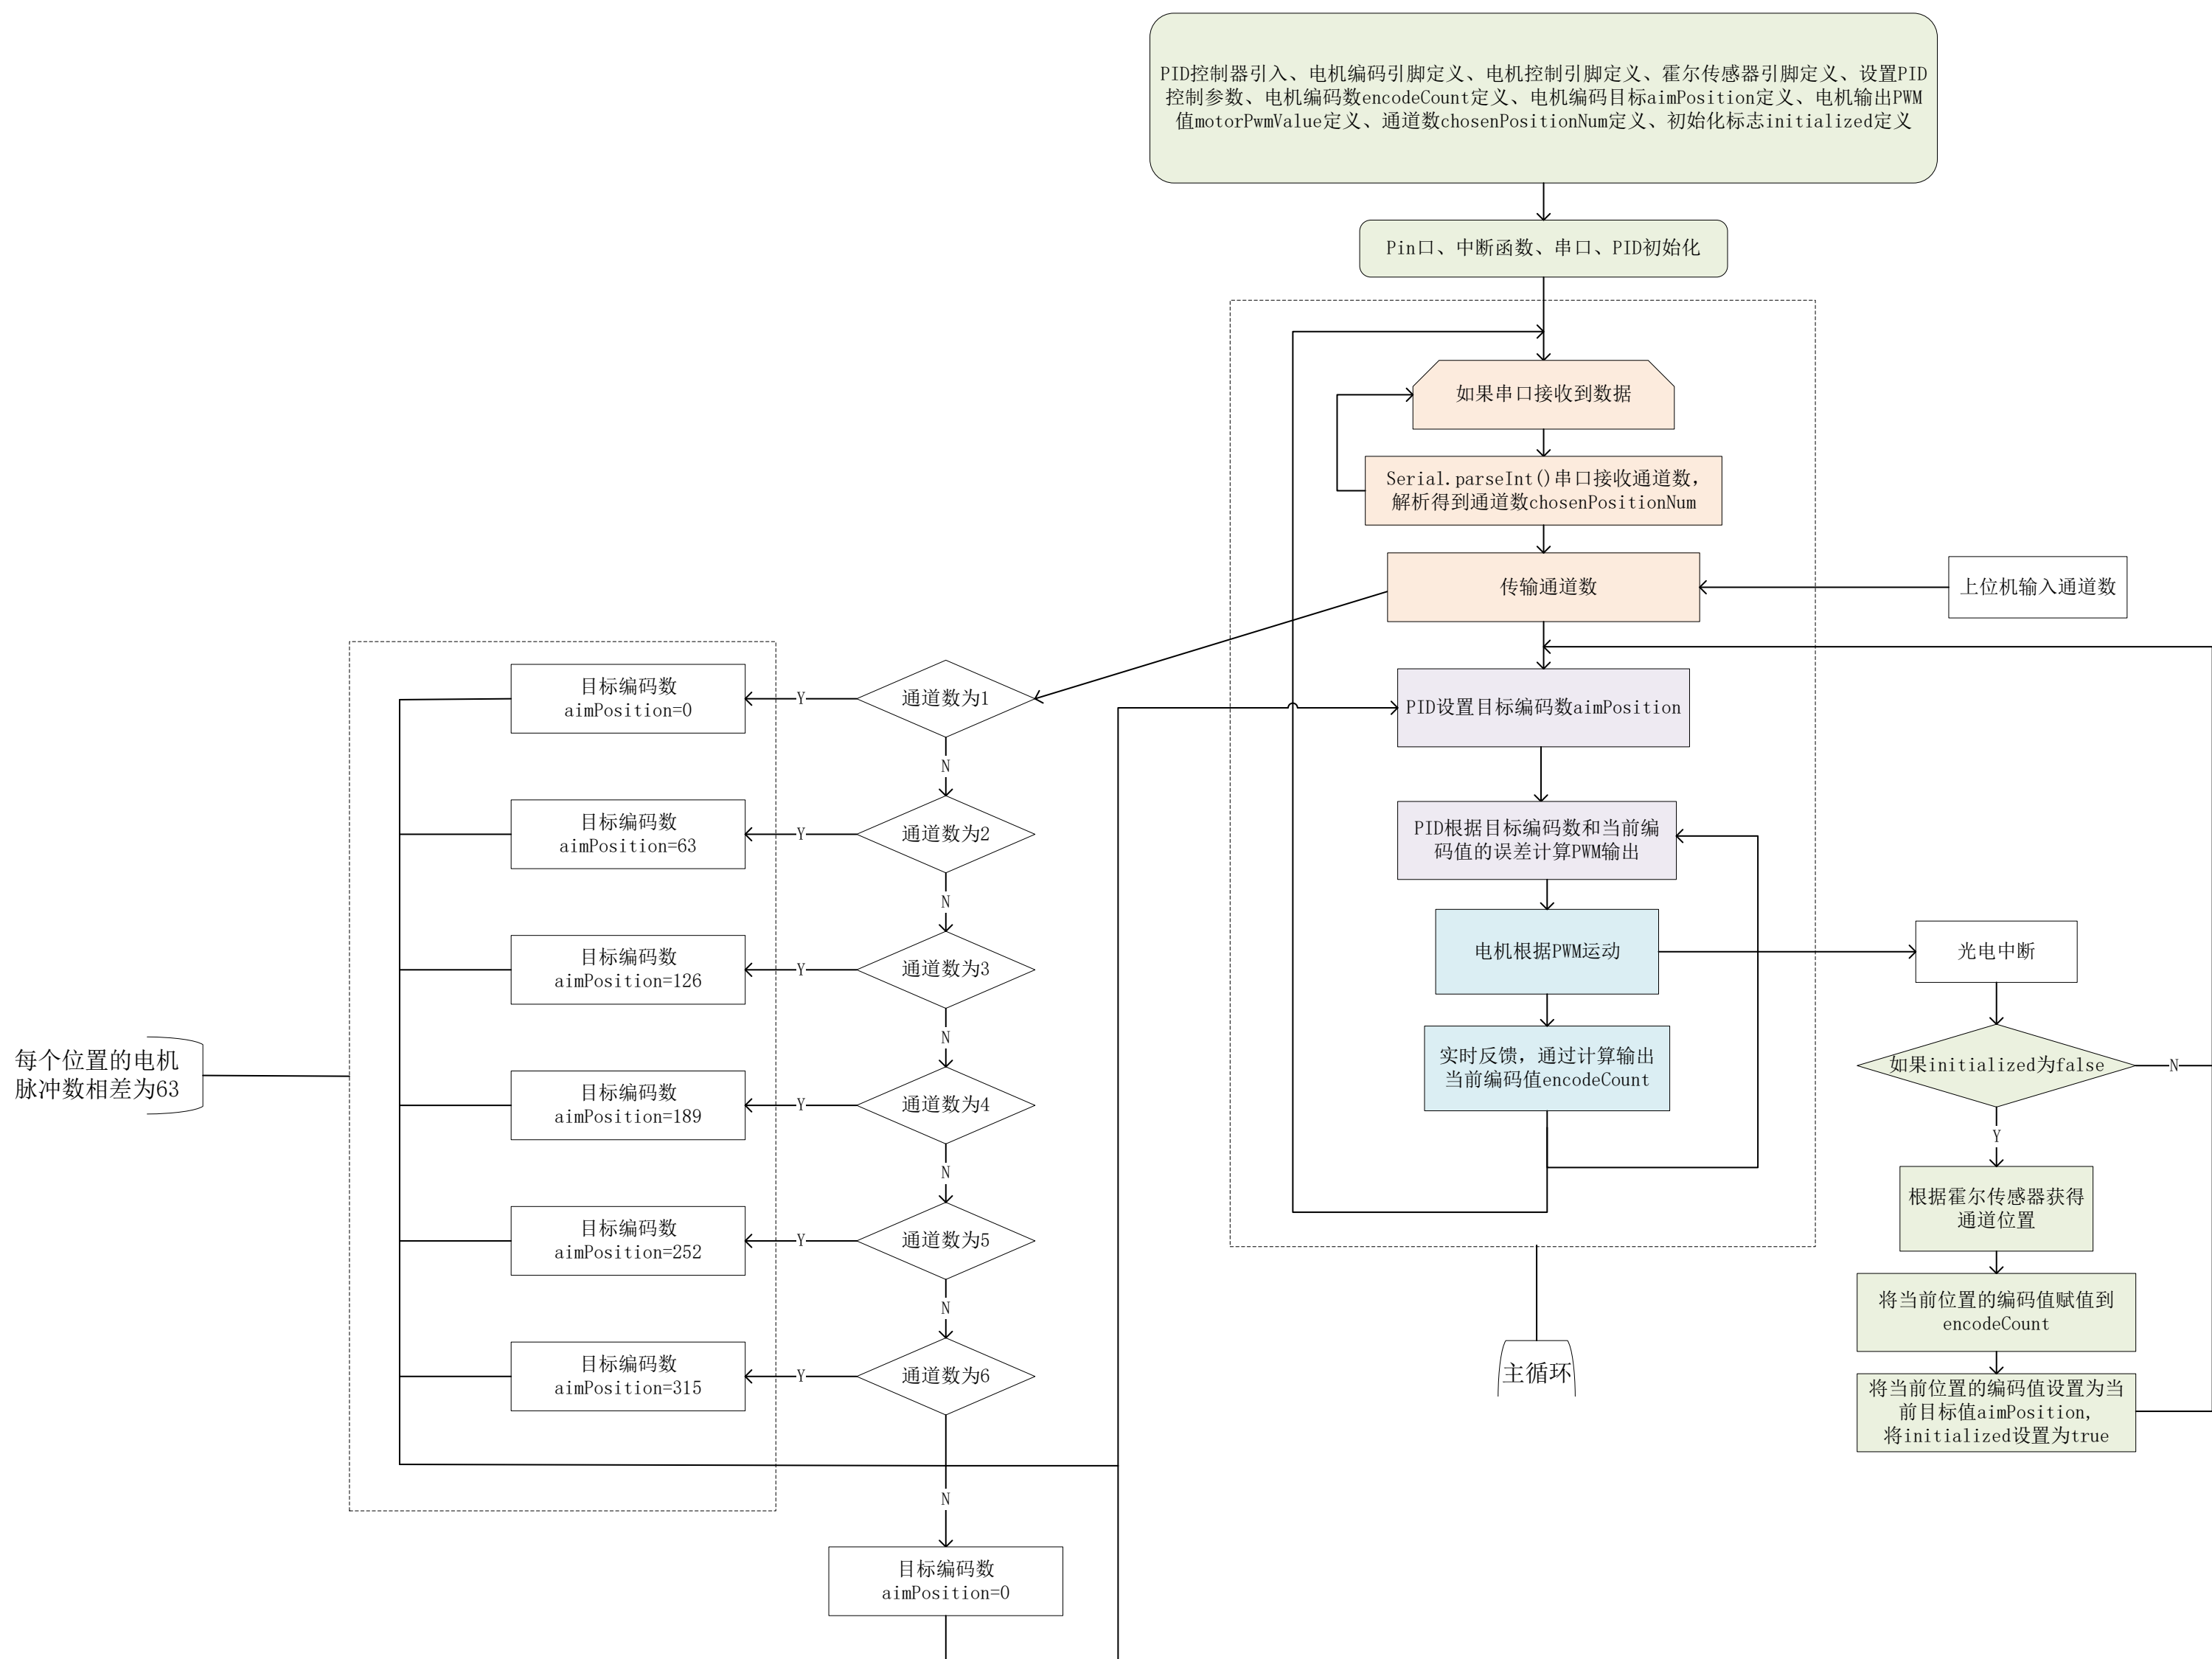 PID控制器引入、电机编码引脚定义、电机控制引脚定义、霍尔传感器引脚定义、设置PID
控制参数、电机编码数encodeCount定义、电机编码目标aimPosition定义、电机输出PWM
值motorPwmValue定义、通道数chosenPositionNum定义、初始化标志initialized定义
Pin口、中断函数、串口、PID初始化
如果串口接收到数据
Serial.parseInt()串口接收通道数，
解析得到通道数chosenPositionNum
传输通道数
上位机输入通道数
PID设置目标编码数aimPosition
PID根据目标编码数和当前编
码值的误差计算PWM输出
电机根据PWM运动
实时反馈，通过计算输出
当前编码值encodeCount
主循环
光电中断
如果initialized为false
N
Y
根据霍尔传感器获得
通道位置
将当前位置的编码值赋值到
encodeCount
将当前位置的编码值设置为当
前目标值aimPosition,
将initialized设置为true
通道数为1
Y
目标编码数
aimPosition=0
N
通道数为2
Y
目标编码数
aimPosition=63
N
通道数为3
Y
目标编码数
aimPosition=126
N
通道数为4
Y
目标编码数
aimPosition=189
N
通道数为5
Y
目标编码数
aimPosition=252
N
通道数为6
Y
目标编码数
aimPosition=315
N
目标编码数
aimPosition=0
每个位置的电机
脉冲数相差为63